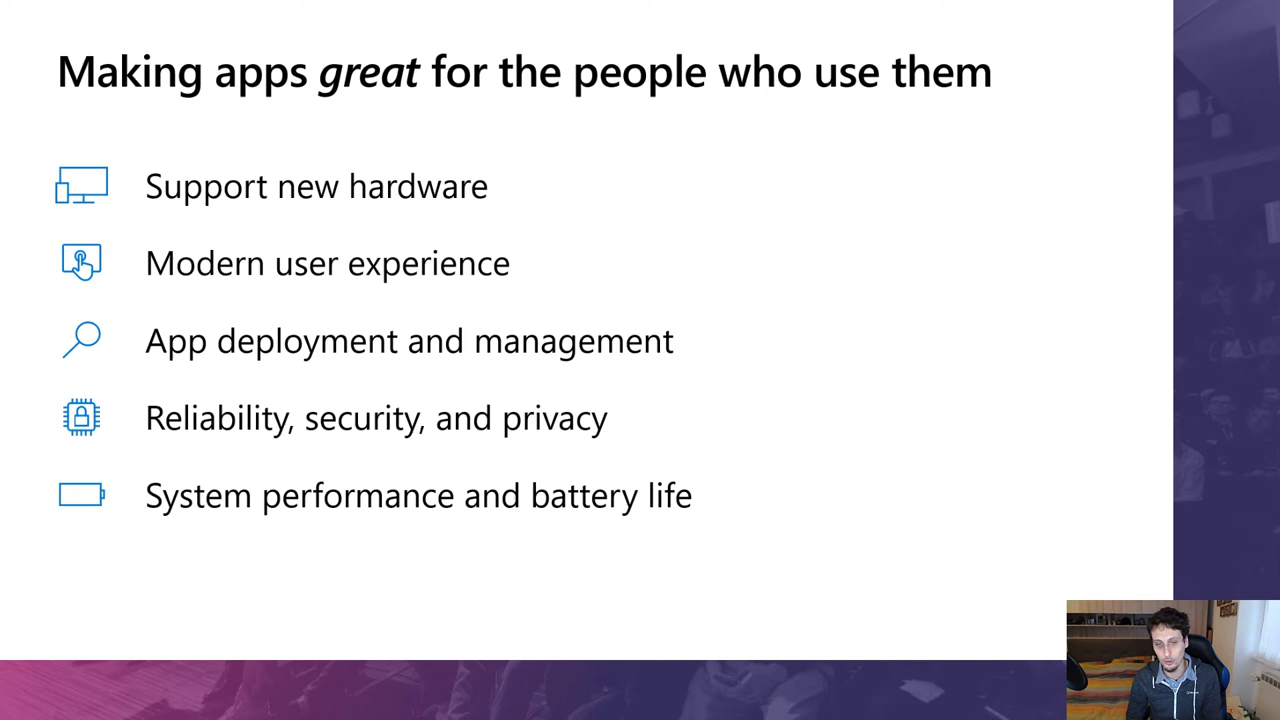 Making apps great for the people who use them
Support new hardware
Modern user experience
App deployment and management
Reliability, security, and privacy
System performance and battery life